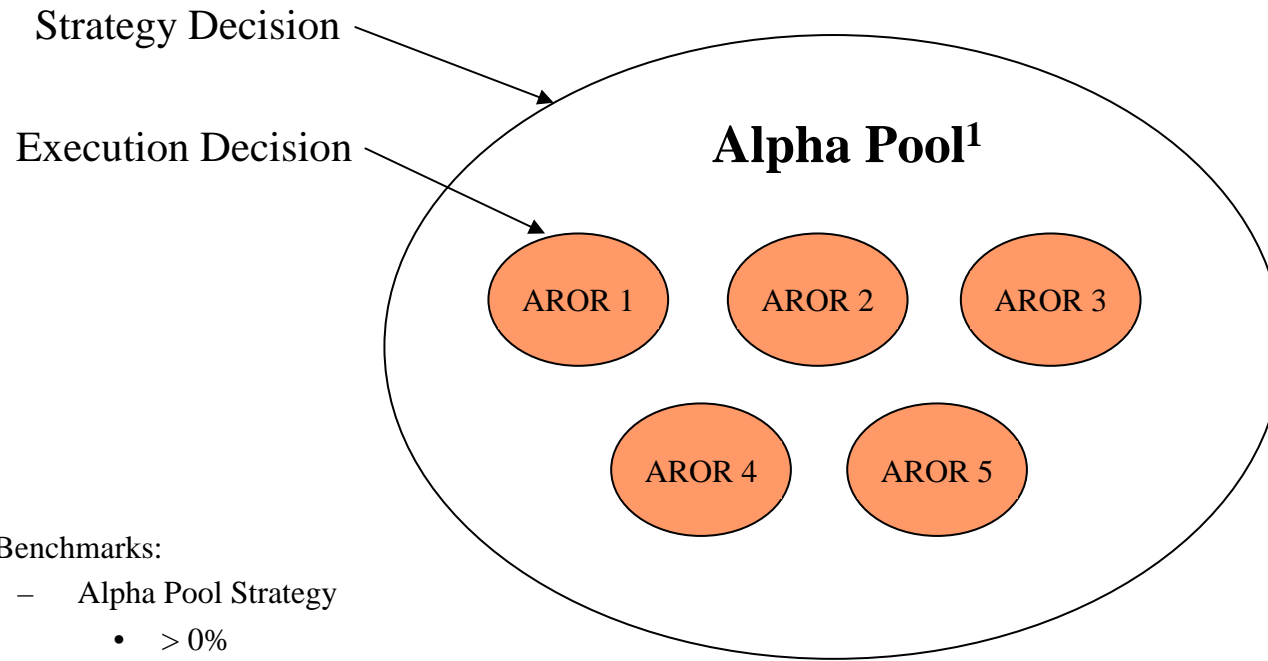 Strategy Decision
Execution Decision
Alpha Pool¹
AROR 1
AROR 2
AROR 3
AROR 4
AROR 5
Benchmarks:
– Alpha Pool Strategy
• > 0%